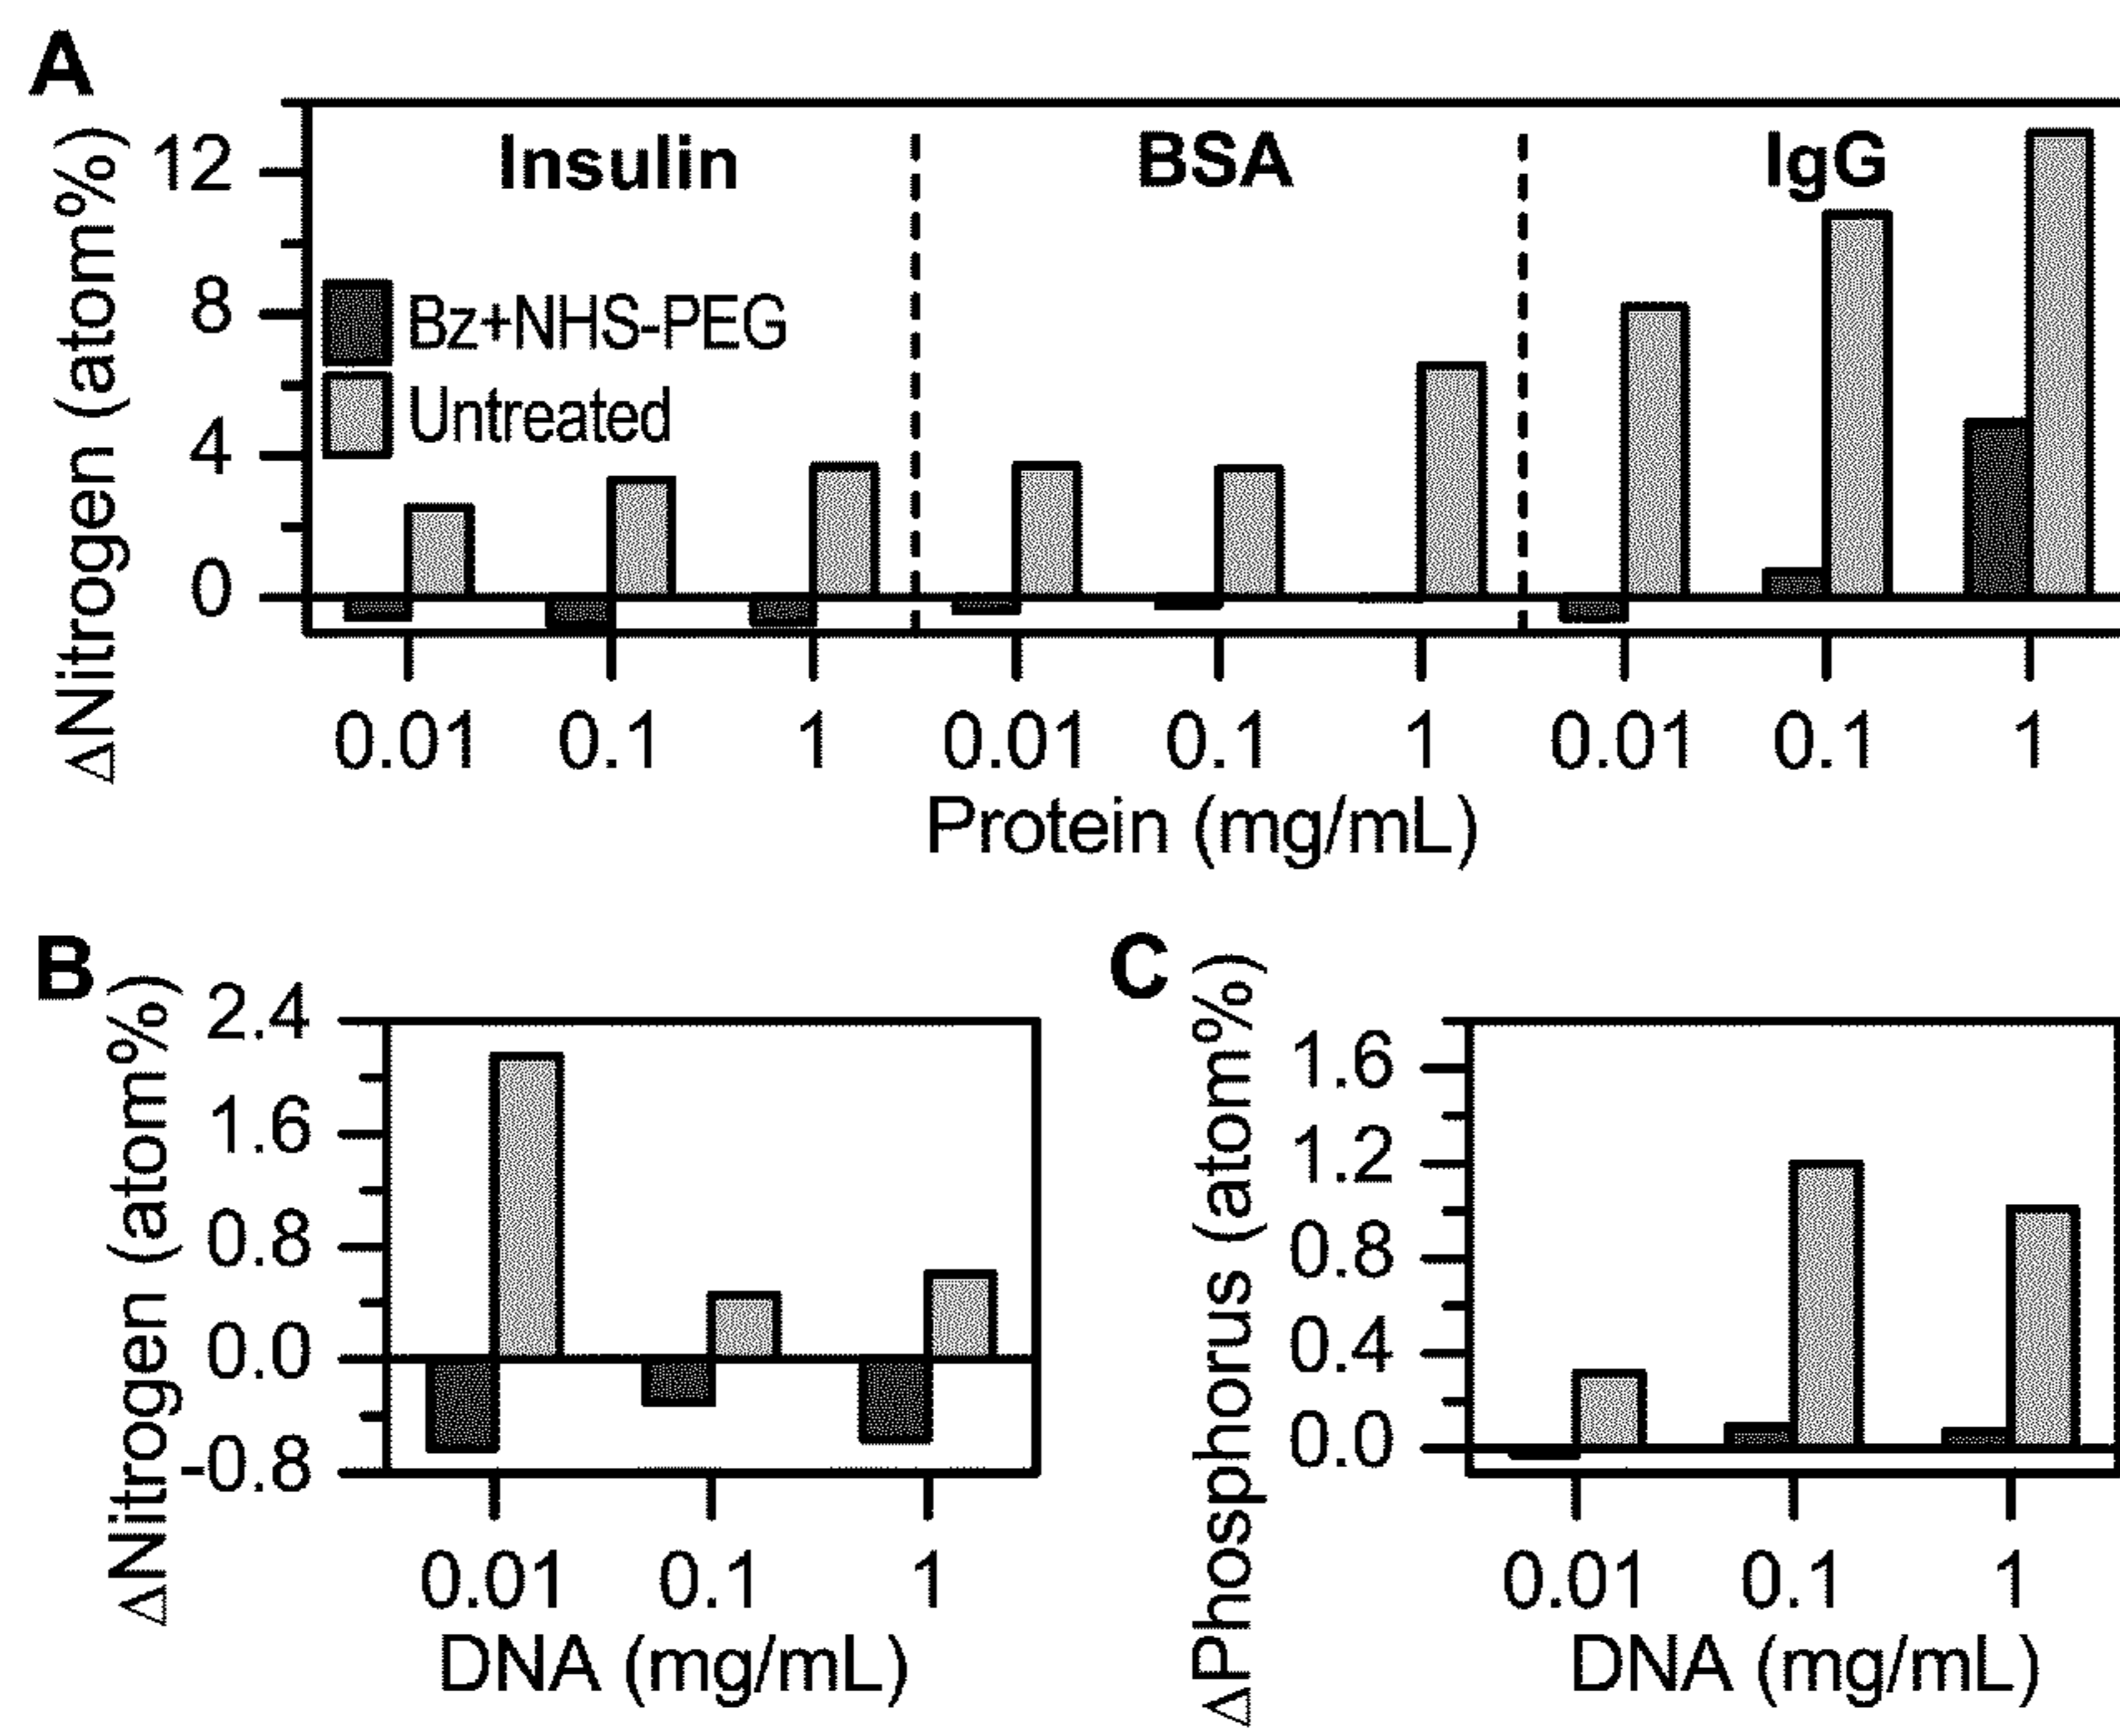 A
Insulin BSA IgG
Bz+NHS-PEG
Untreated
ΔNitrogen (atom%)
12
8
4
0
0.01 0.1 1 0.01 0.1 1 0.01 0.1 1
Protein (mg/mL)
B
ΔNitrogen (atom%)
2.4
1.6
0.8
0.0
-0.8
0.01 0.1 1
DNA (mg/mL)
C
ΔPhosphorus (atom%)
1.6
1.2
0.8
0.4
0.0
0.01 0.1 1
DNA (mg/mL)